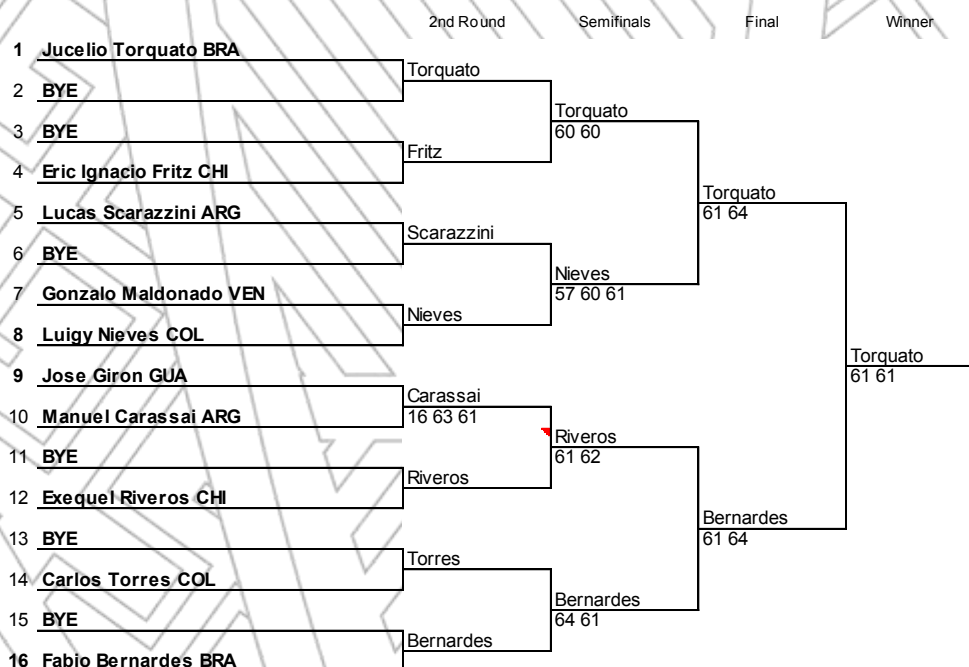 2nd Round Semifinals Final Winner
1 Jucelio Torquato BRA
Torquato
2 BYE
Torquato
60 60
3 BYE
Fritz
4 Eric Ignacio Fritz CHI
Torquato
61 64
5 Lucas Scarazzini ARG
Scarazzini
6 BYE
Nieves
57 60 61
7 Gonzalo Maldonado VEN
Nieves
8 Luigy Nieves COL
Torquato
61 61
9 Jose Giron GUA
Carassai
16 63 61
10 Manuel Carassai ARG
Riveros
61 62
11 BYE
Riveros
12 Exequel Riveros CHI
Bernardes
61 64
13 BYE
Torres
14 Carlos Torres COL
Bernardes
64 61
15 BYE
Bernardes
16 Fabio Bernardes BRA